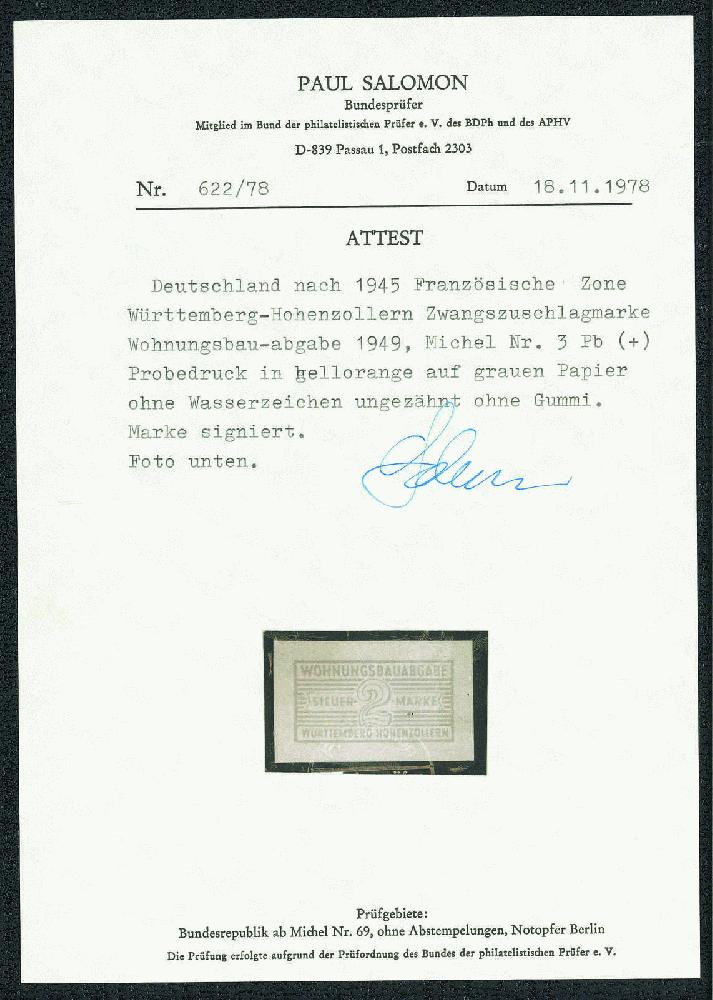 PAUL SALOMON
Bundesprüfer
Mitglied im Bund der philatelistischen Prüfer e. V. des BDPh und des APHV
D-839 Passau 1, Postfach 2303
Nr. 622/78 Datum 18.11.1978
ATTEST
Deutschland nach 1945 Französische Zone
Württemberg-Hohenzollern Zwangszuschlagmarke
Wohnungsbau-abgabe 1949, Michel Nr. 3 Pb (+)
Probedruck in hellorange auf grauen Papier
ohne Wasserzeichen ungezähnt ohne Gummi.
Marke signiert.
Foto unten.
WOHNUNGSBAUABGABE
STEUER- 2 MARKE
WÜRTTEMBERG HOHENZOLLERN
Prüfgebiete:
Bundesrepublik ab Michel Nr. 69, ohne Abstempelungen, Notopfer Berlin
Die Prüfung erfolgte aufgrund der Prüfordnung des Bundes der philatelistischen Prüfer e. V.